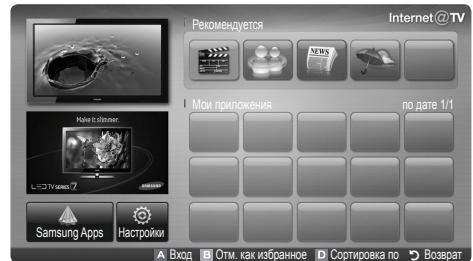 Internet@TV
Рекомендуется
NEWS
Мои приложения по дате 1/1
Make it slimmer.
LED TV SERIES 7 SAMSUNG
Samsung Apps Настройки
A Вход B Отм. как избранное D Сортировка по Возврат